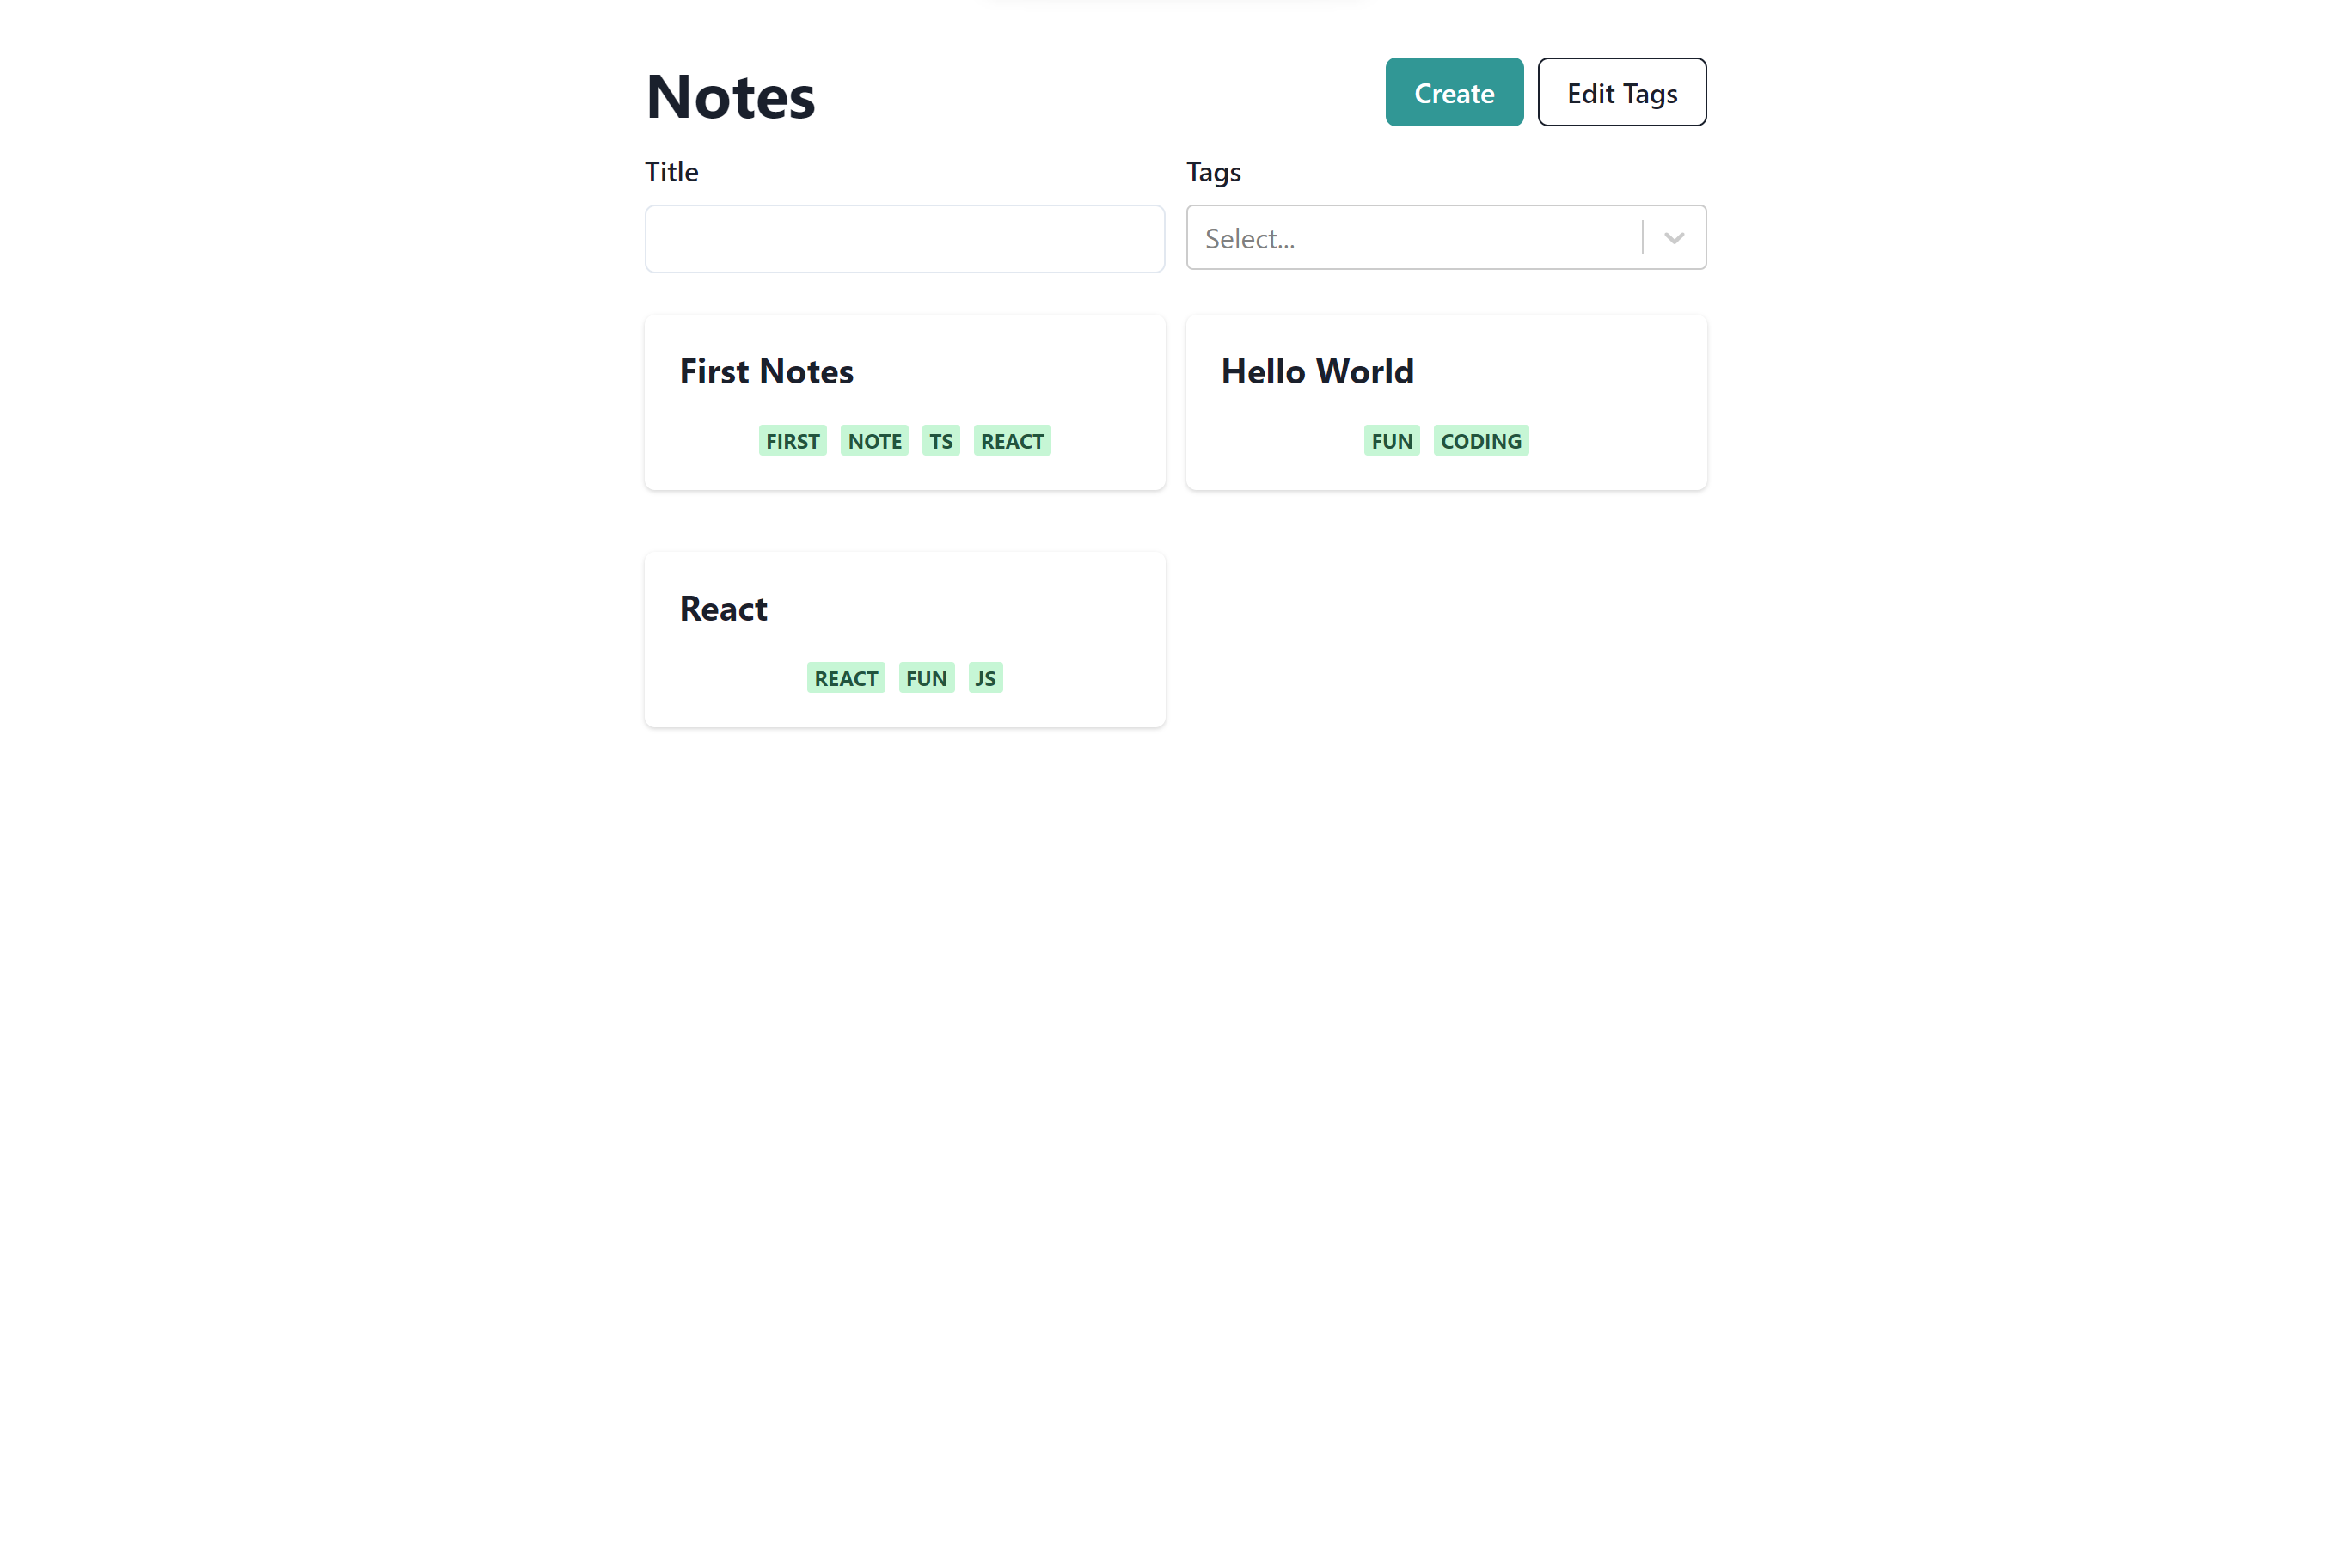 Notes
Create
Edit Tags
Title
Tags
Select...
First Notes
FIRST NOTE TS REACT
Hello World
FUN CODING
React
REACT FUN JS